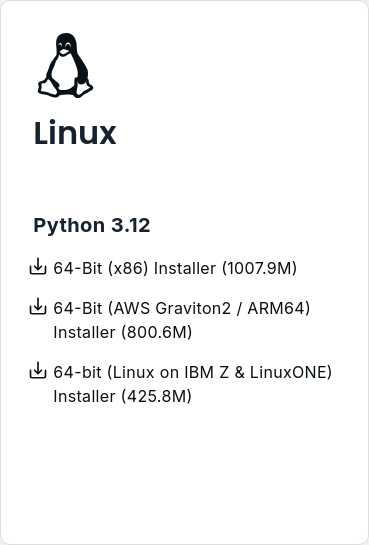 Linux
Python 3.12
64-Bit (x86) Installer (1007.9M)
64-Bit (AWS Graviton2 / ARM64)
Installer (800.6M)
64-bit (Linux on IBM Z & LinuxONE)
Installer (425.8M)